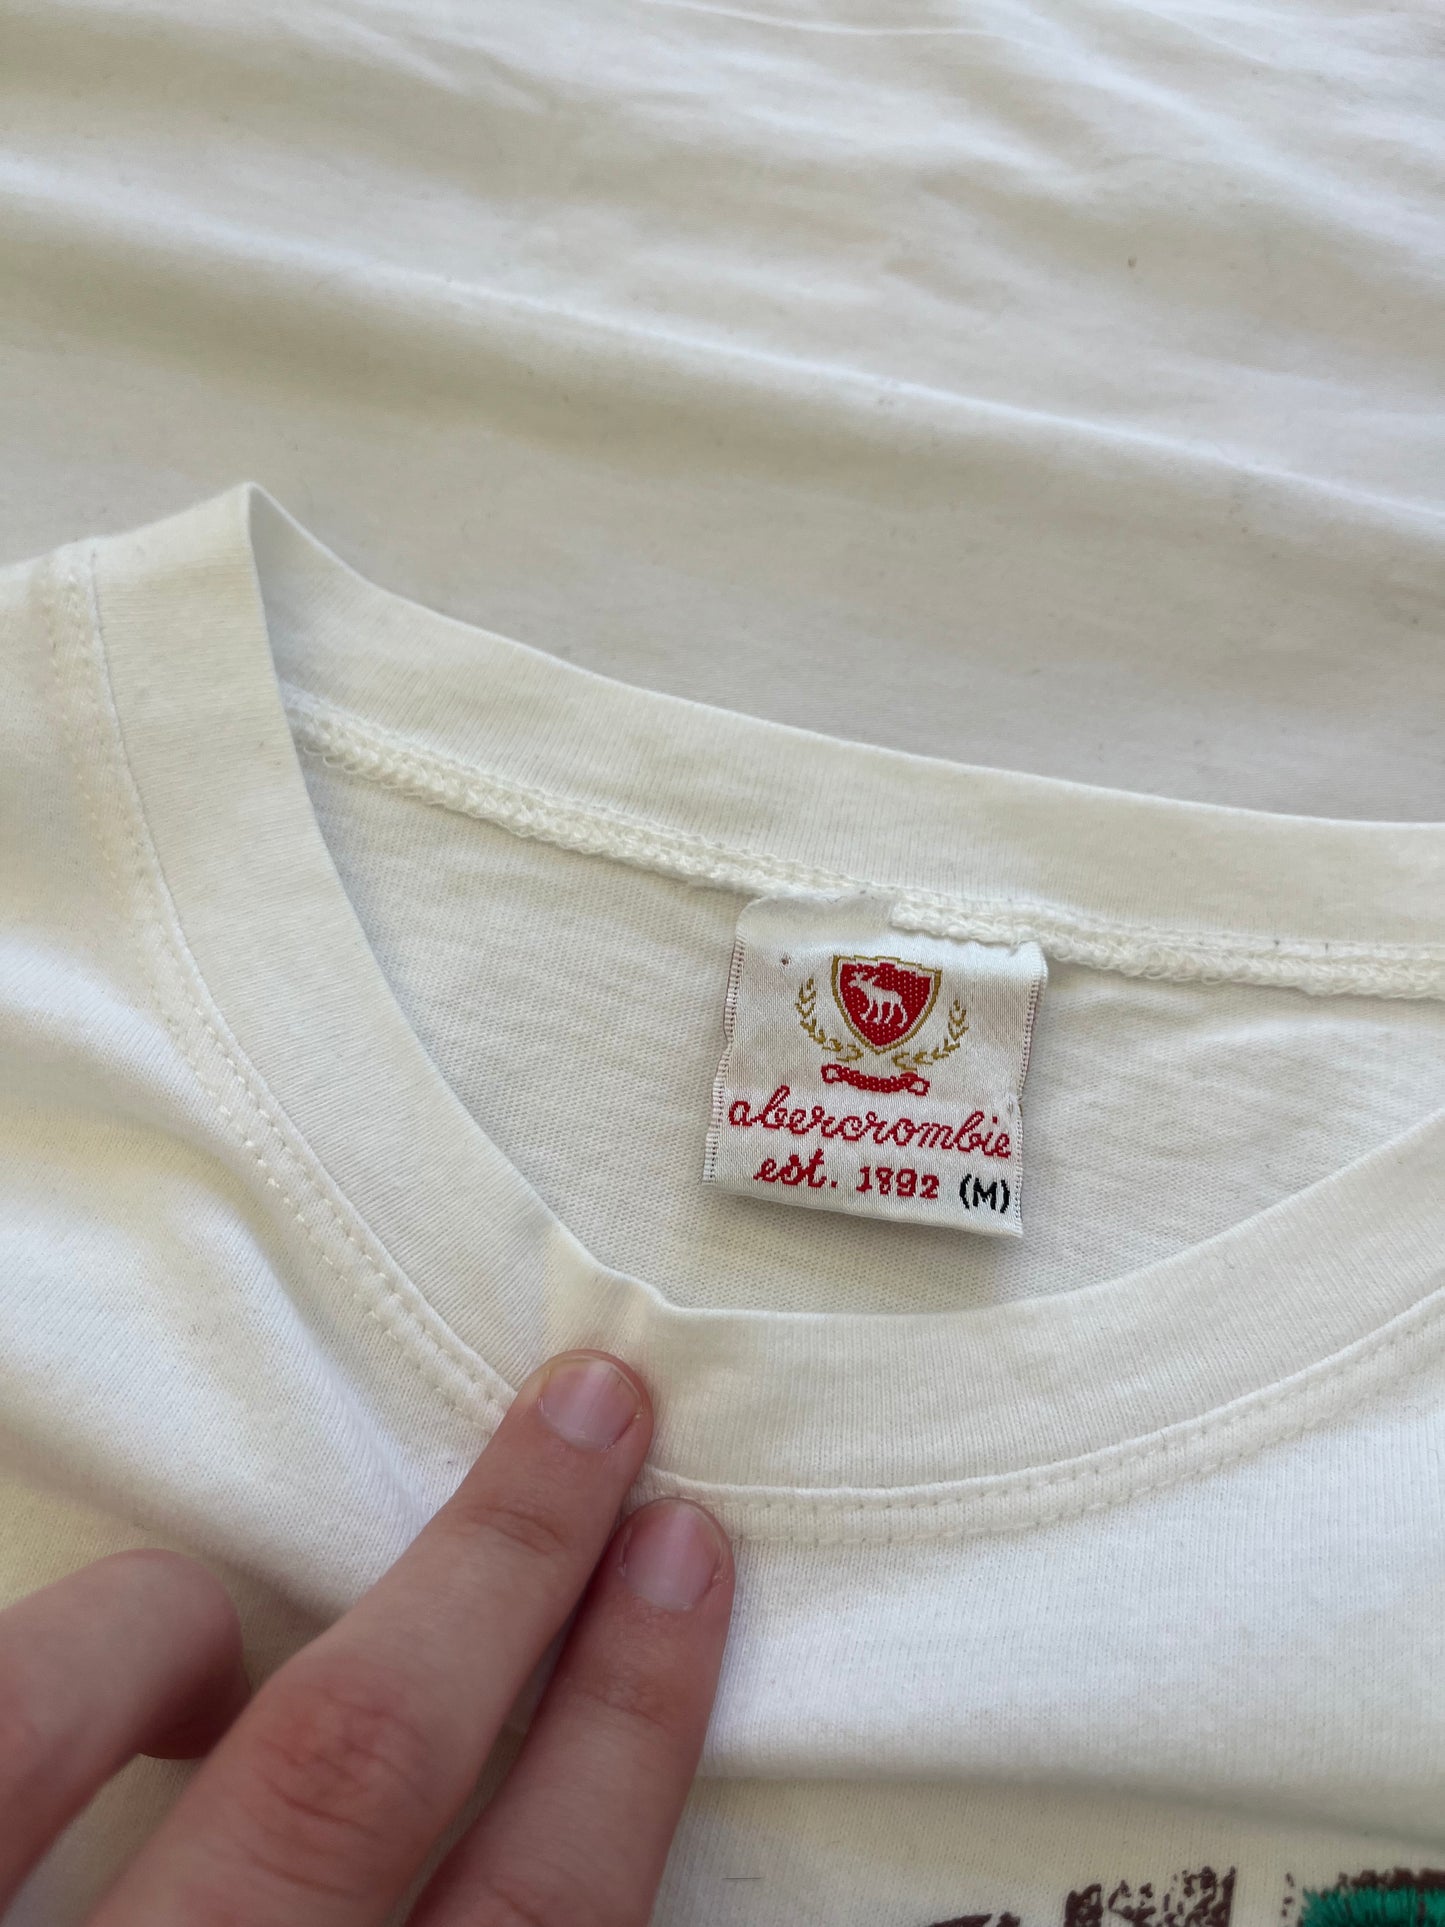 abercrombie
est. 1892 (M)